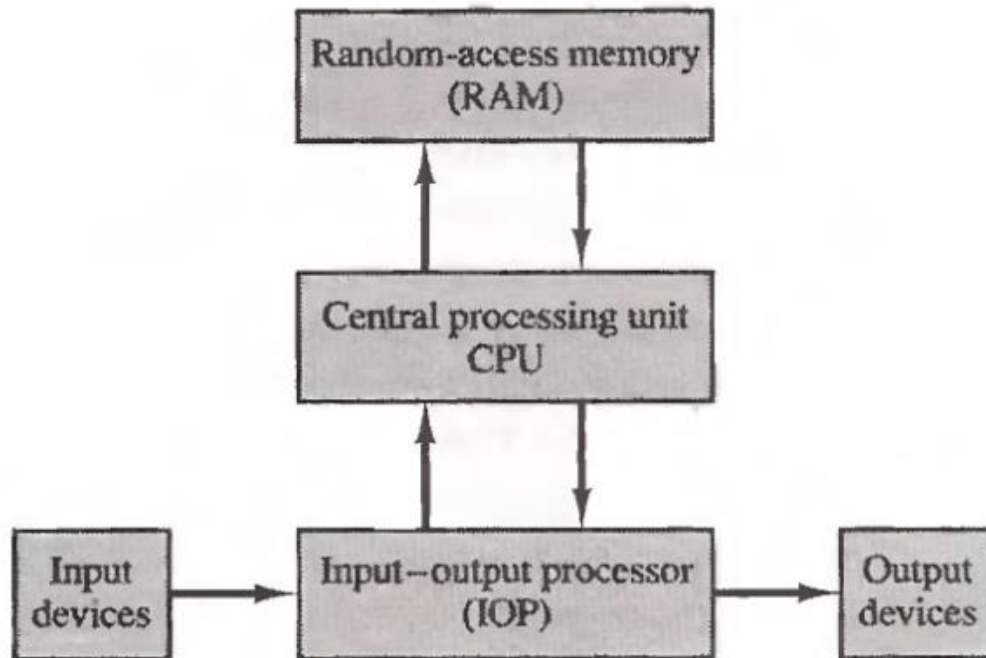 Random-access memory
(RAM)
Central processing unit
CPU
Input
devices
Input–output processor
(IOP)
Output
devices